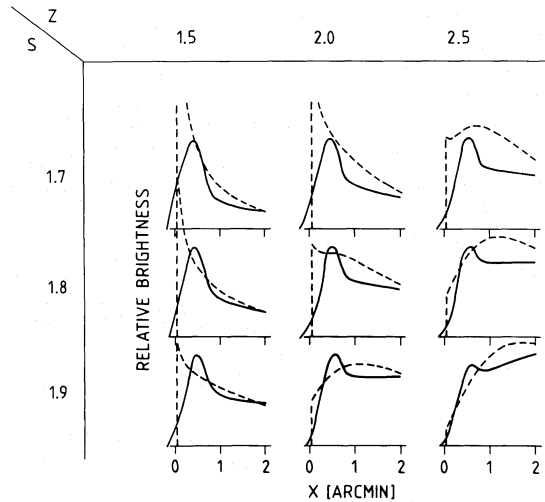 Z
S
1.5 2.0 2.5
1.7
1.8
1.9
RELATIVE BRIGHTNESS
0 1 2 0 1 2 0 1 2
X [ARCMIN]